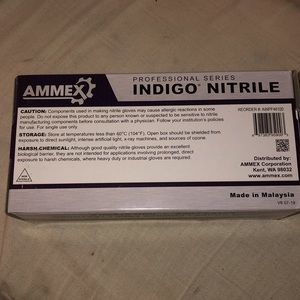 AMMEX
PROFESSIONAL SERIES
INDIGO® NITRILE
CAUTION: Components used in making nitrile gloves may cause allergic reactions in some
people. Do not expose this product to any person known or suspected to be sensitive to nitrile
manufacturing components before consultation with a physician. Follow your institution's policies
for use. For single use only
STORAGE: Store at temperatures less than 40°C (104°F). Open box should be shielded from
exposure to direct sunlight, intense artificial light, x-ray machines, and sources of ozone.
HARSH CHEMICAL: Although good quality nitrile gloves provide an excellent
biological barrier, they are not intended for applications involving prolonged, direct
exposure to harsh chemicals, where heavy duty or industrial gloves are required.
REORDER #: AINPF46100
Distributed by:
AMMEX Corporation
Kent, WA 98032
www.ammex.com
Made in Malaysia